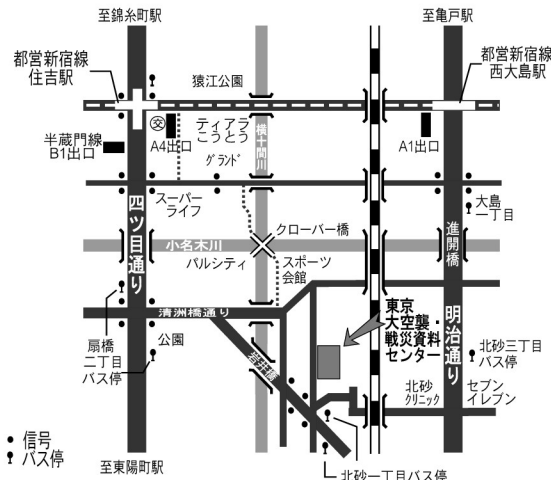 至錦糸町駅
至亀戸駅
都営新宿線
住吉駅
猿江公園
都営新宿線
西大島駅
交
ティアラ
こうとう
横十間川
半蔵門線
B1出口
A4出口
A1出口
グランド
四ツ目通り
スーパー
ライフ
大島
一丁目
進開橋
クローバー橋
小名木川
パルシティ
スポーツ
会館
清洲橋通り
東京
大空襲・
戦災資料
センター
明治通り
扇橋
二丁目
バス停
公園
北砂三丁目
バス停
北砂
クリニック
セブン
イレブン
信号
バス停
至東陽町駅
北砂一丁目バス停